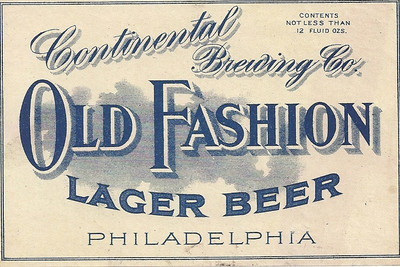 Continental
Brewing Co.
CONTENTS
NOT LESS THAN
12 FLUID OZS.
OLD FASHION
LAGER BEER
PHILADELPHIA